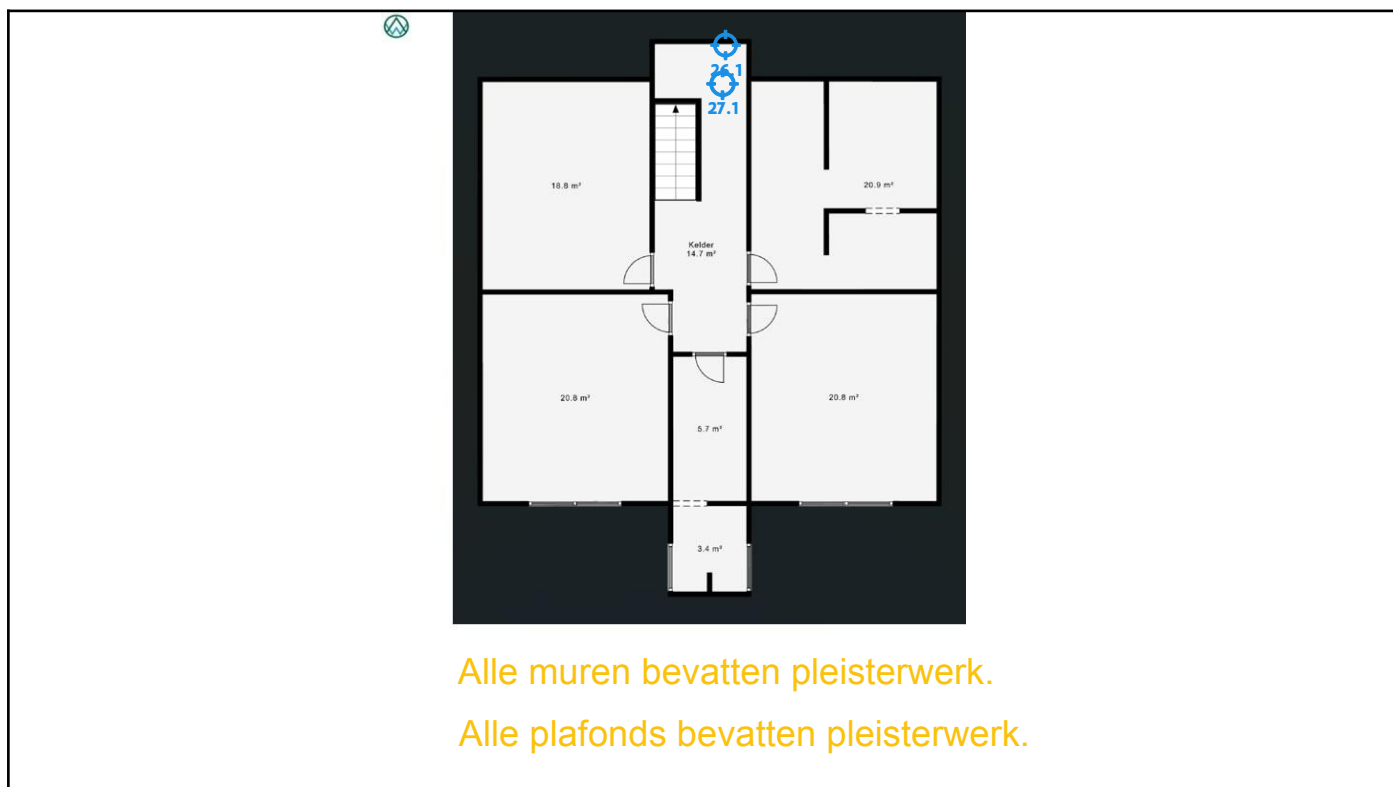 26.1
27.1
18.8 m²
20.9 m²
Kelder
14.7 m²
20.8 m²
20.8 m²
5.7 m²
3.4 m²
Alle muren bevatten pleisterwerk.
Alle plafonds bevatten pleisterwerk.